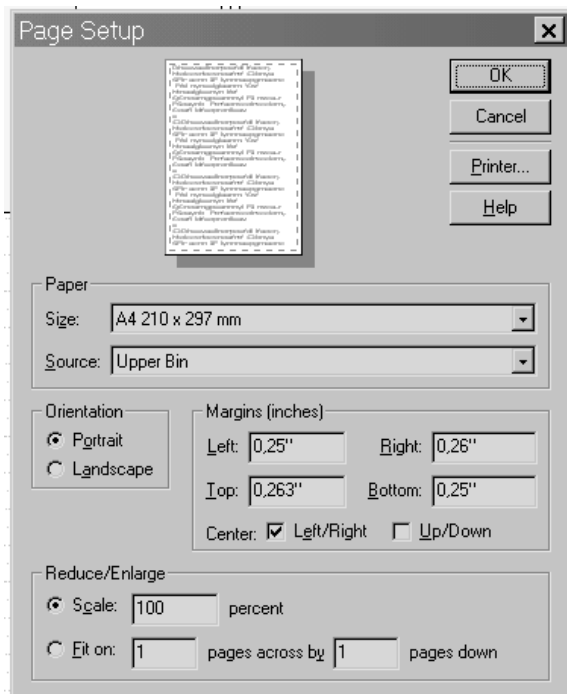 Page Setup
OK
Cancel
Printer...
Help
Paper
Size: A4 210 x 297 mm
Source: Upper Bin
Orientation
Portrait
Landscape
Margins (inches)
Left: 0,25" Right: 0,26"
Top: 0,263" Bottom: 0,25"
Center: Left/Right Up/Down
Reduce/Enlarge
Scale: 100 percent
Fit on: 1 pages across by 1 pages down